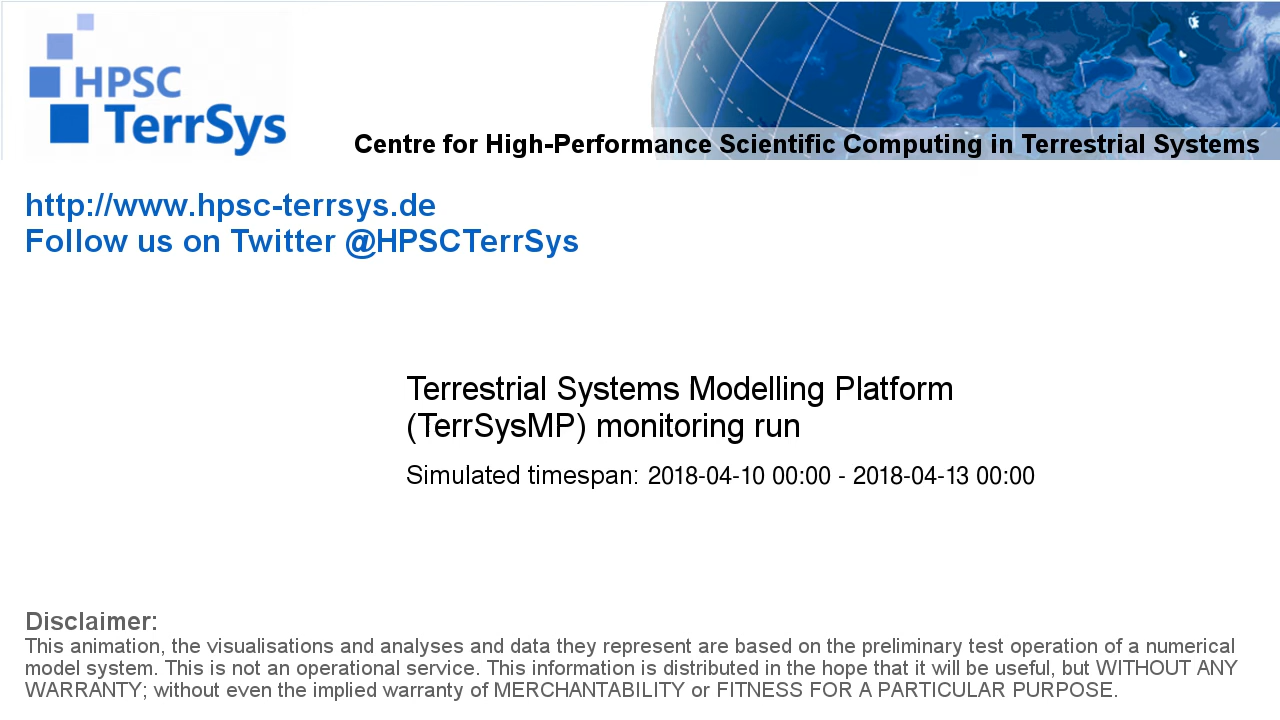 HPSC
TerrSys
Centre for High-Performance Scientific Computing in Terrestrial Systems
http://www.hpsc-terrsys.de
Follow us on Twitter @HPSCTerrSys
Terrestrial Systems Modelling Platform
(TerrSysMP) monitoring run
Simulated timespan: 2018-04-10 00:00 - 2018-04-13 00:00
Disclaimer:
This animation, the visualisations and analyses and data they represent are based on the preliminary test operation of a numerical
model system. This is not an operational service. This information is distributed in the hope that it will be useful, but WITHOUT ANY
WARRANTY; without even the implied warranty of MERCHANTABILITY or FITNESS FOR A PARTICULAR PURPOSE.